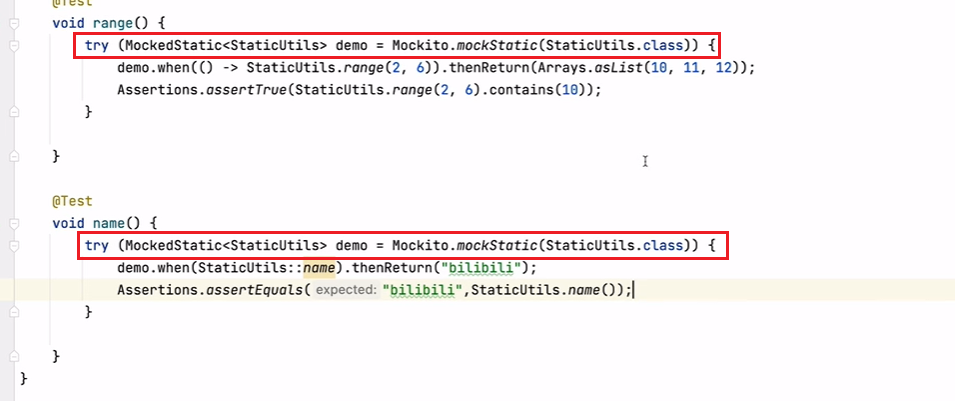 @Test
void range() {
try (MockedStatic<StaticUtils> demo = Mockito.mockStatic(StaticUtils.class)) {
demo.when(() -> StaticUtils.range(2, 6)).thenReturn(Arrays.asList(10, 11, 12));
Assertions.assertTrue(StaticUtils.range(2, 6).contains(10));
}
}
@Test
void name() {
try (MockedStatic<StaticUtils> demo = Mockito.mockStatic(StaticUtils.class)) {
demo.when(StaticUtils::name).thenReturn("bilibili");
Assertions.assertEquals( expected: "bilibili",StaticUtils.name());
}
}
}